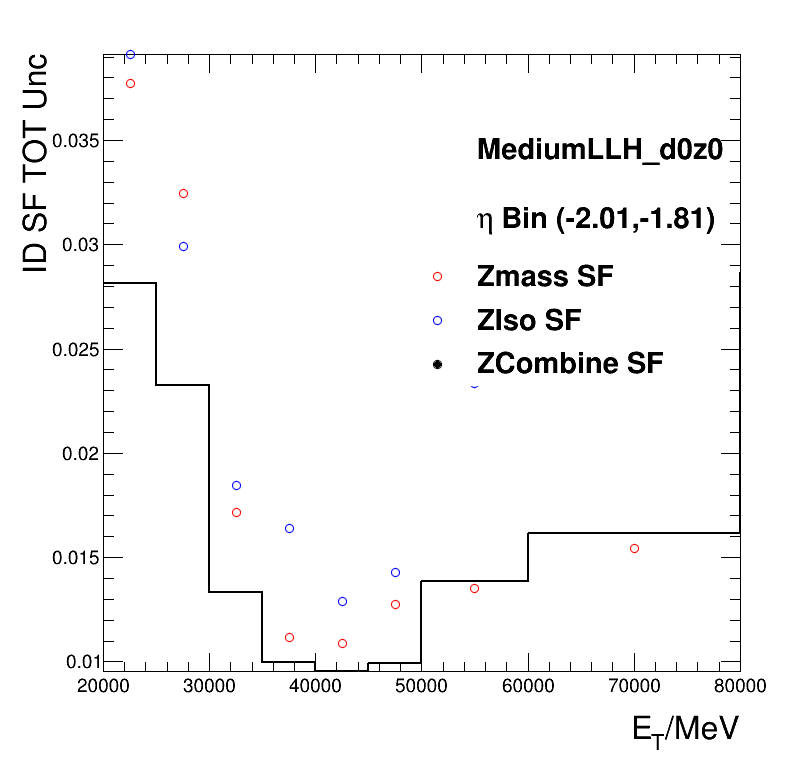 ID SF TOT Unc
0.035
0.03
0.025
0.02
0.015
0.01
MediumLLH_d0z0
η Bin (-2.01,-1.81)
Zmass SF
ZIso SF
ZCombine SF
20000 30000 40000 50000 60000 70000 80000
E_T/MeV